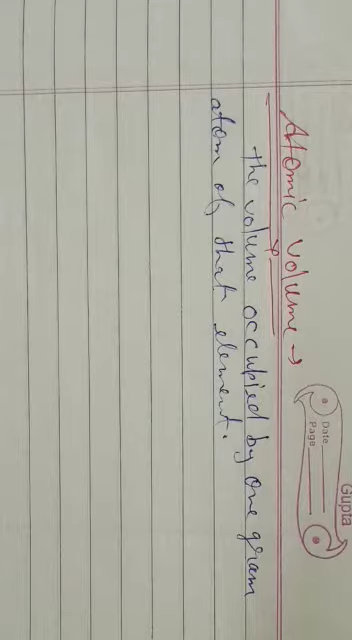 Gupta
Date
Page
Atomic Volume →
the volume occupied by one gram
atom of that element.